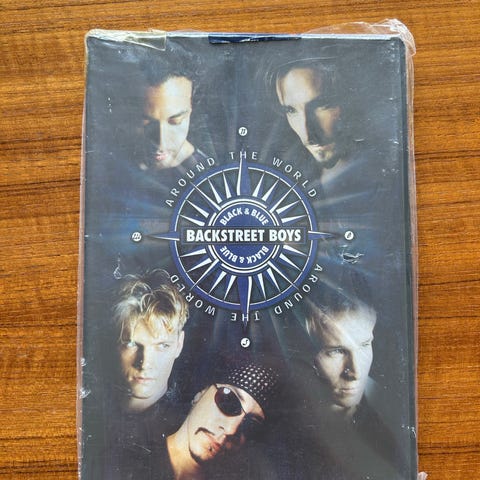 AROUND THE WORLD
BLACK & BLUE
BACKSTREET BOYS
BLACK & BLUE
AROUND THE WORLD